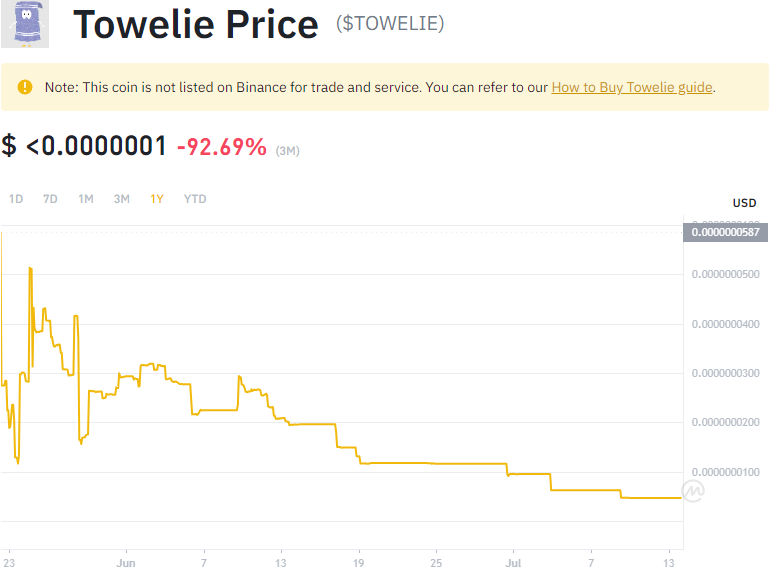 Towelie Price ($TOWELIE)
Note: This coin is not listed on Binance for trade and service. You can refer to our How to Buy Towelie guide.
$ <0.0000001 -92.69% (3M)
1D 7D 1M 3M 1Y YTD
USD
0.0000000587
0.0000000500
0.0000000400
0.0000000300
0.0000000200
0.0000000100
23 Jun 7 13 19 25 Jul 7 13